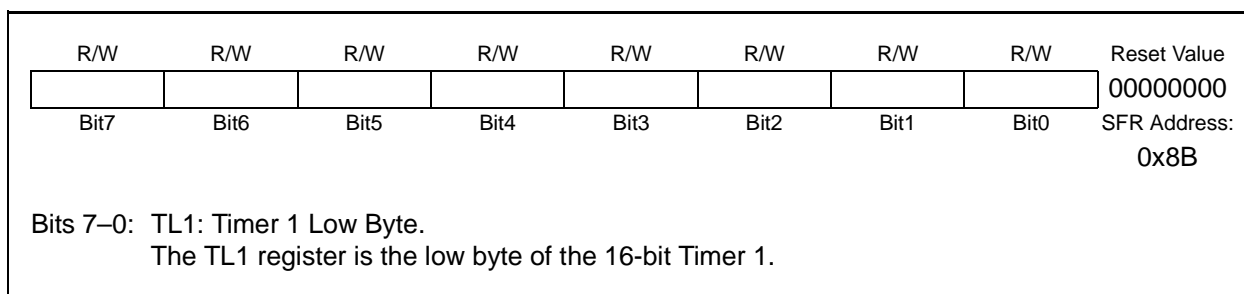 R/W R/W R/W R/W R/W R/W R/W R/W Reset Value
00000000
Bit7 Bit6 Bit5 Bit4 Bit3 Bit2 Bit1 Bit0 SFR Address:
0x8B
Bits 7–0: TL1: Timer 1 Low Byte.
The TL1 register is the low byte of the 16-bit Timer 1.